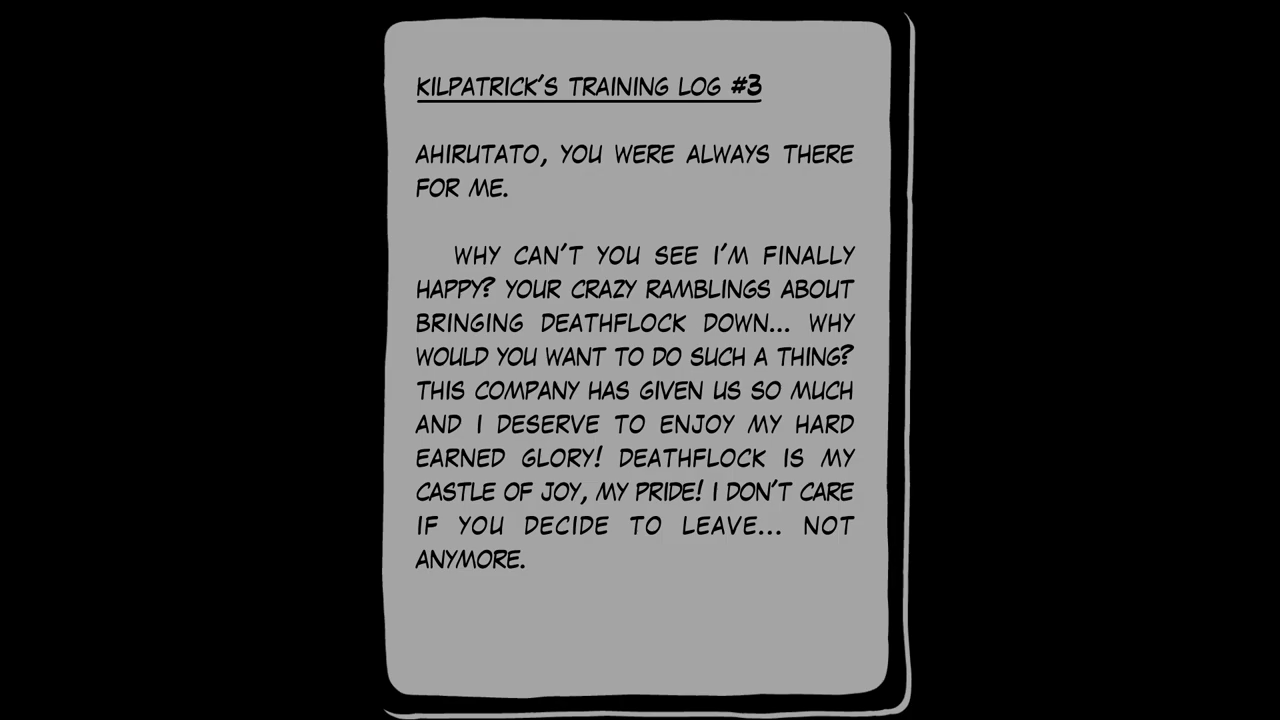 KILPATRICK'S TRAINING LOG #3
AHIRUTATO, YOU WERE ALWAYS THERE
FOR ME.
WHY CAN'T YOU SEE I'M FINALLY
HAPPY? YOUR CRAZY RAMBLINGS ABOUT
BRINGING DEATHFLOCK DOWN... WHY
WOULD YOU WANT TO DO SUCH A THING?
THIS COMPANY HAS GIVEN US SO MUCH
AND I DESERVE TO ENJOY MY HARD
EARNED GLORY! DEATHFLOCK IS MY
CASTLE OF JOY, MY PRIDE! I DON'T CARE
IF YOU DECIDE TO LEAVE... NOT
ANYMORE.